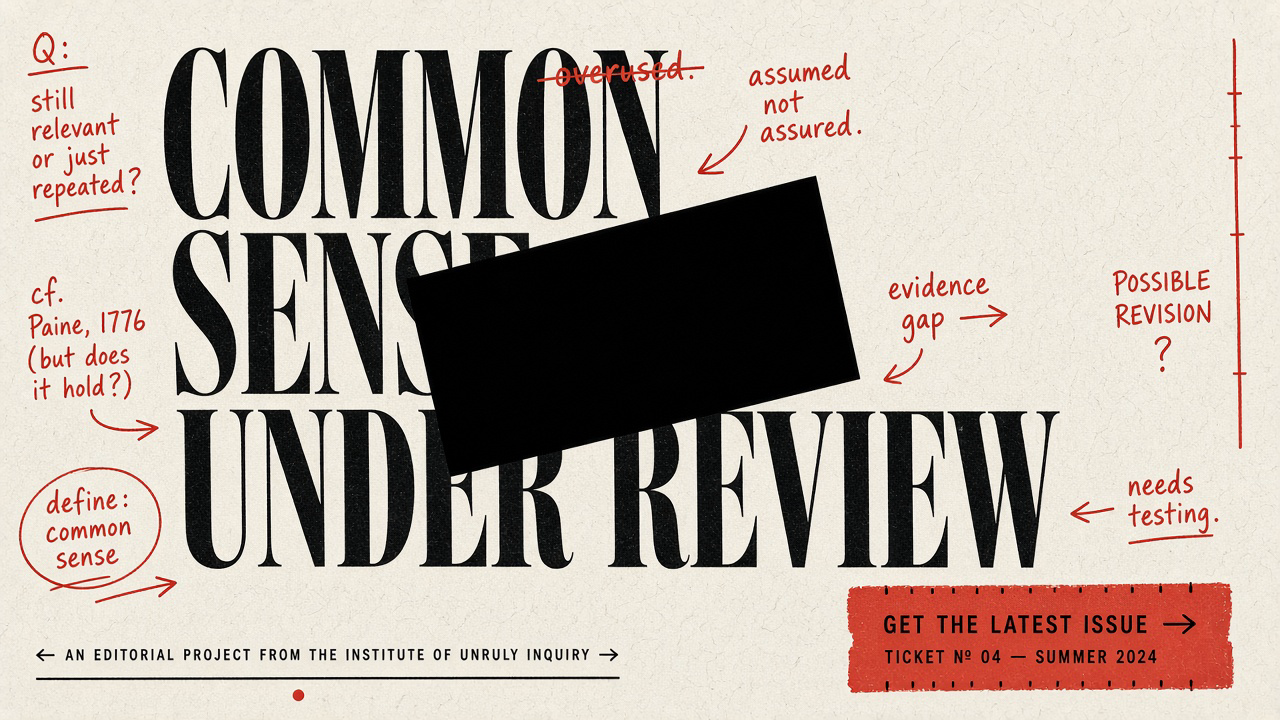 Q:
still
relevant
or just
repeated?
COMMON
overused.
assumed
not
assured.
SENSE
cf.
Paine, 1776
(but does
it hold?)
evidence
gap
POSSIBLE
REVISION
?
UNDER REVIEW
define:
common
sense
needs
testing.
GET THE LATEST ISSUE →
TICKET Nº 04 — SUMMER 2024
← AN EDITORIAL PROJECT FROM THE INSTITUTE OF UNRULY INQUIRY →